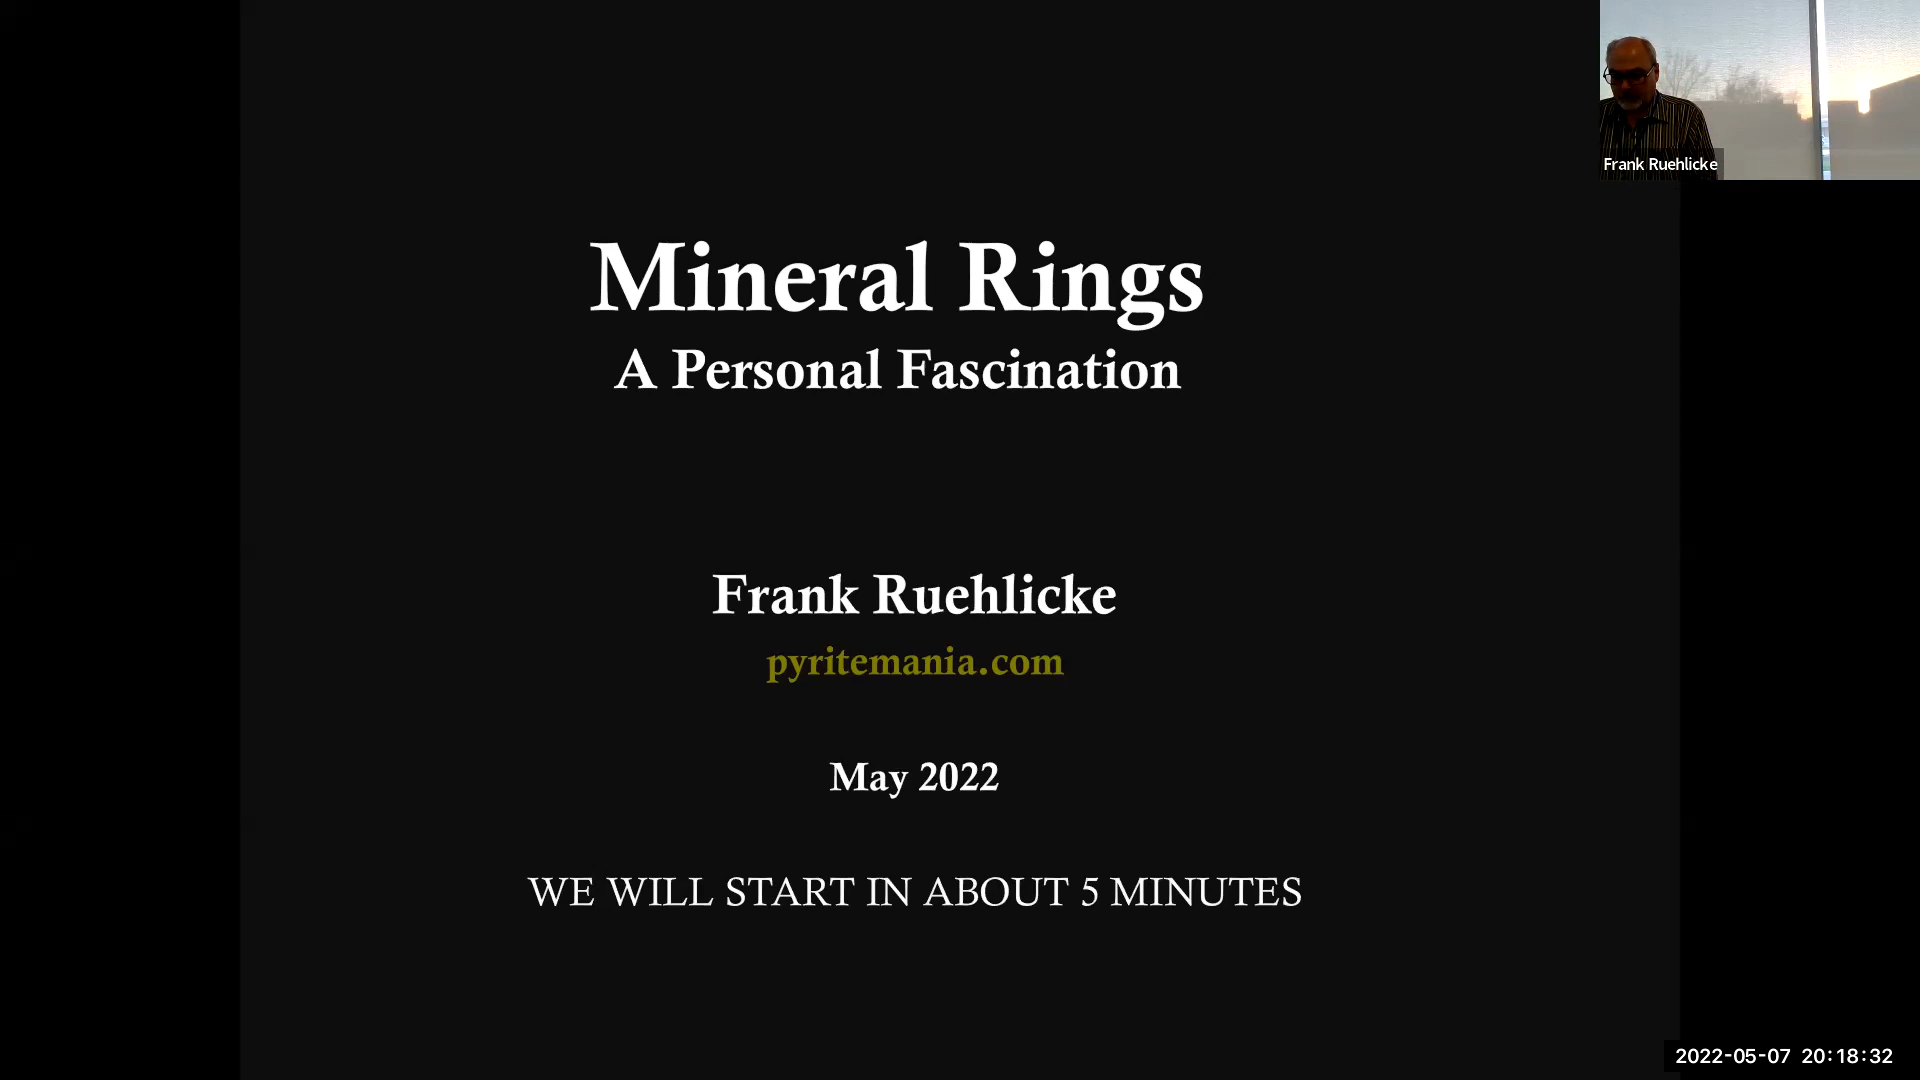 Mineral Rings
A Personal Fascination
Frank Ruehlicke
pyritemania.com
May 2022
WE WILL START IN ABOUT 5 MINUTES
Frank Ruehlicke
2022-05-07 20:18:32